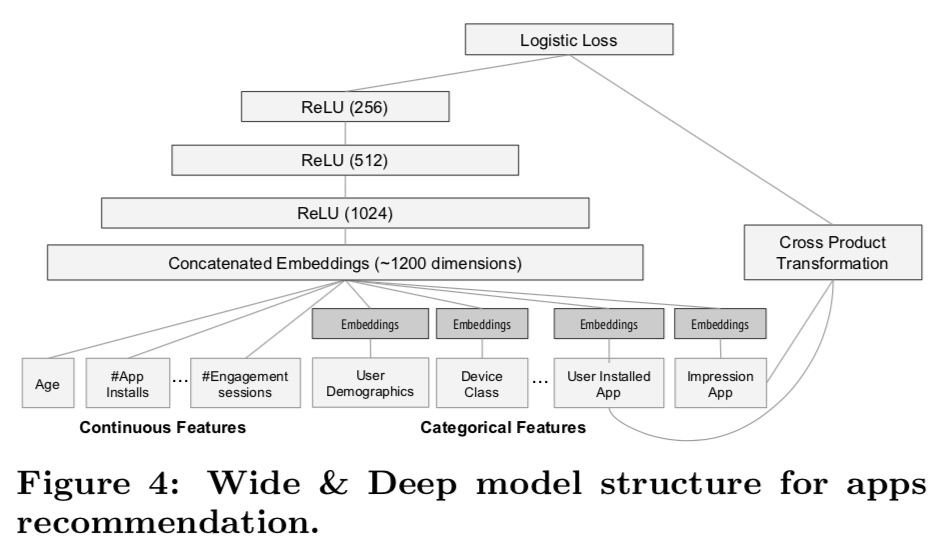 Logistic Loss
ReLU (256)
ReLU (512)
ReLU (1024)
Cross Product
Transformation
Concatenated Embeddings (~1200 dimensions)
Embeddings
Embeddings
Embeddings
Embeddings
Age
#App
Installs
...
#Engagement
sessions
User
Demographics
Device
Class
...
User Installed
App
Impression
App
Continuous Features
Categorical Features
Figure 4: Wide & Deep model structure for apps
recommendation.